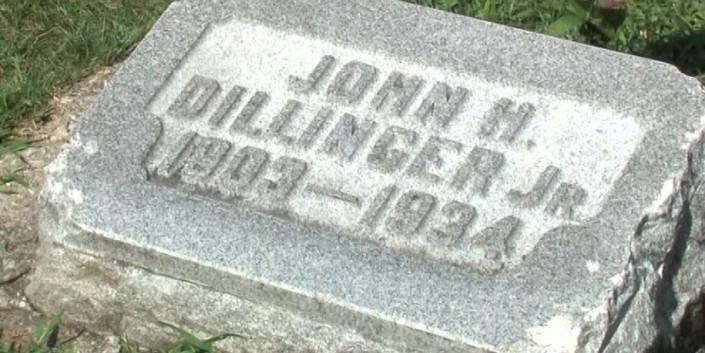 JOHN H.
DILLINGER Jr
1903 — 1934